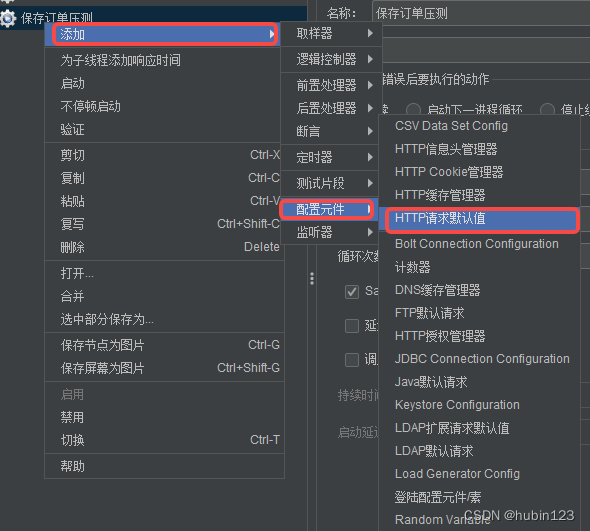 保存订单压测
名称:
保存订单压测
添加
为子线程添加响应时间
启动
不停顿启动
验证
剪切 Ctrl-X
复制 Ctrl-C
粘贴 Ctrl-V
复写 Ctrl+Shift-C
删除 Delete
打开...
合并
选中部分保存为...
保存节点为图片 Ctrl-G
保存屏幕为图片 Ctrl+Shift-G
启用
禁用
切换 Ctrl-T
帮助
取样器
逻辑控制器
前置处理器
后置处理器
断言
定时器
测试片段
配置元件
监听器
错误后要执行的动作
启动下一进程循环
停止
循环次数
Sa
延
调
持续时间
启动延
CSV Data Set Config
HTTP信息头管理器
HTTP Cookie管理器
HTTP缓存管理器
HTTP请求默认值
Bolt Connection Configuration
计数器
DNS缓存管理器
FTP默认请求
HTTP授权管理器
JDBC Connection Configuration
Java默认请求
Keystore Configuration
LDAP扩展请求默认值
LDAP默认请求
Load Generator Config
登陆配置元件/素
Random Variable
CSDN @hubin123